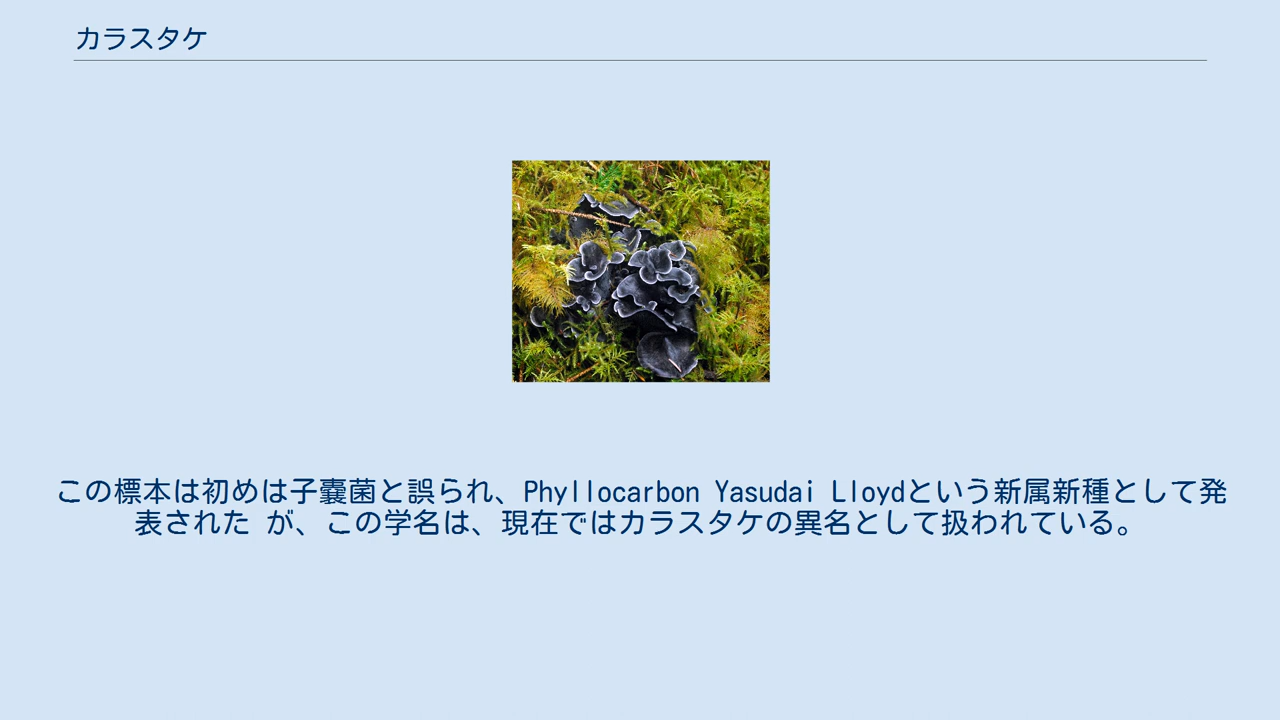 カラスタケ
この標本は初めは子嚢菌と誤られ、Phyllocarbon Yasudai Lloydという新属新種として発
表された が、この学名は、現在ではカラスタケの異名として扱われている。